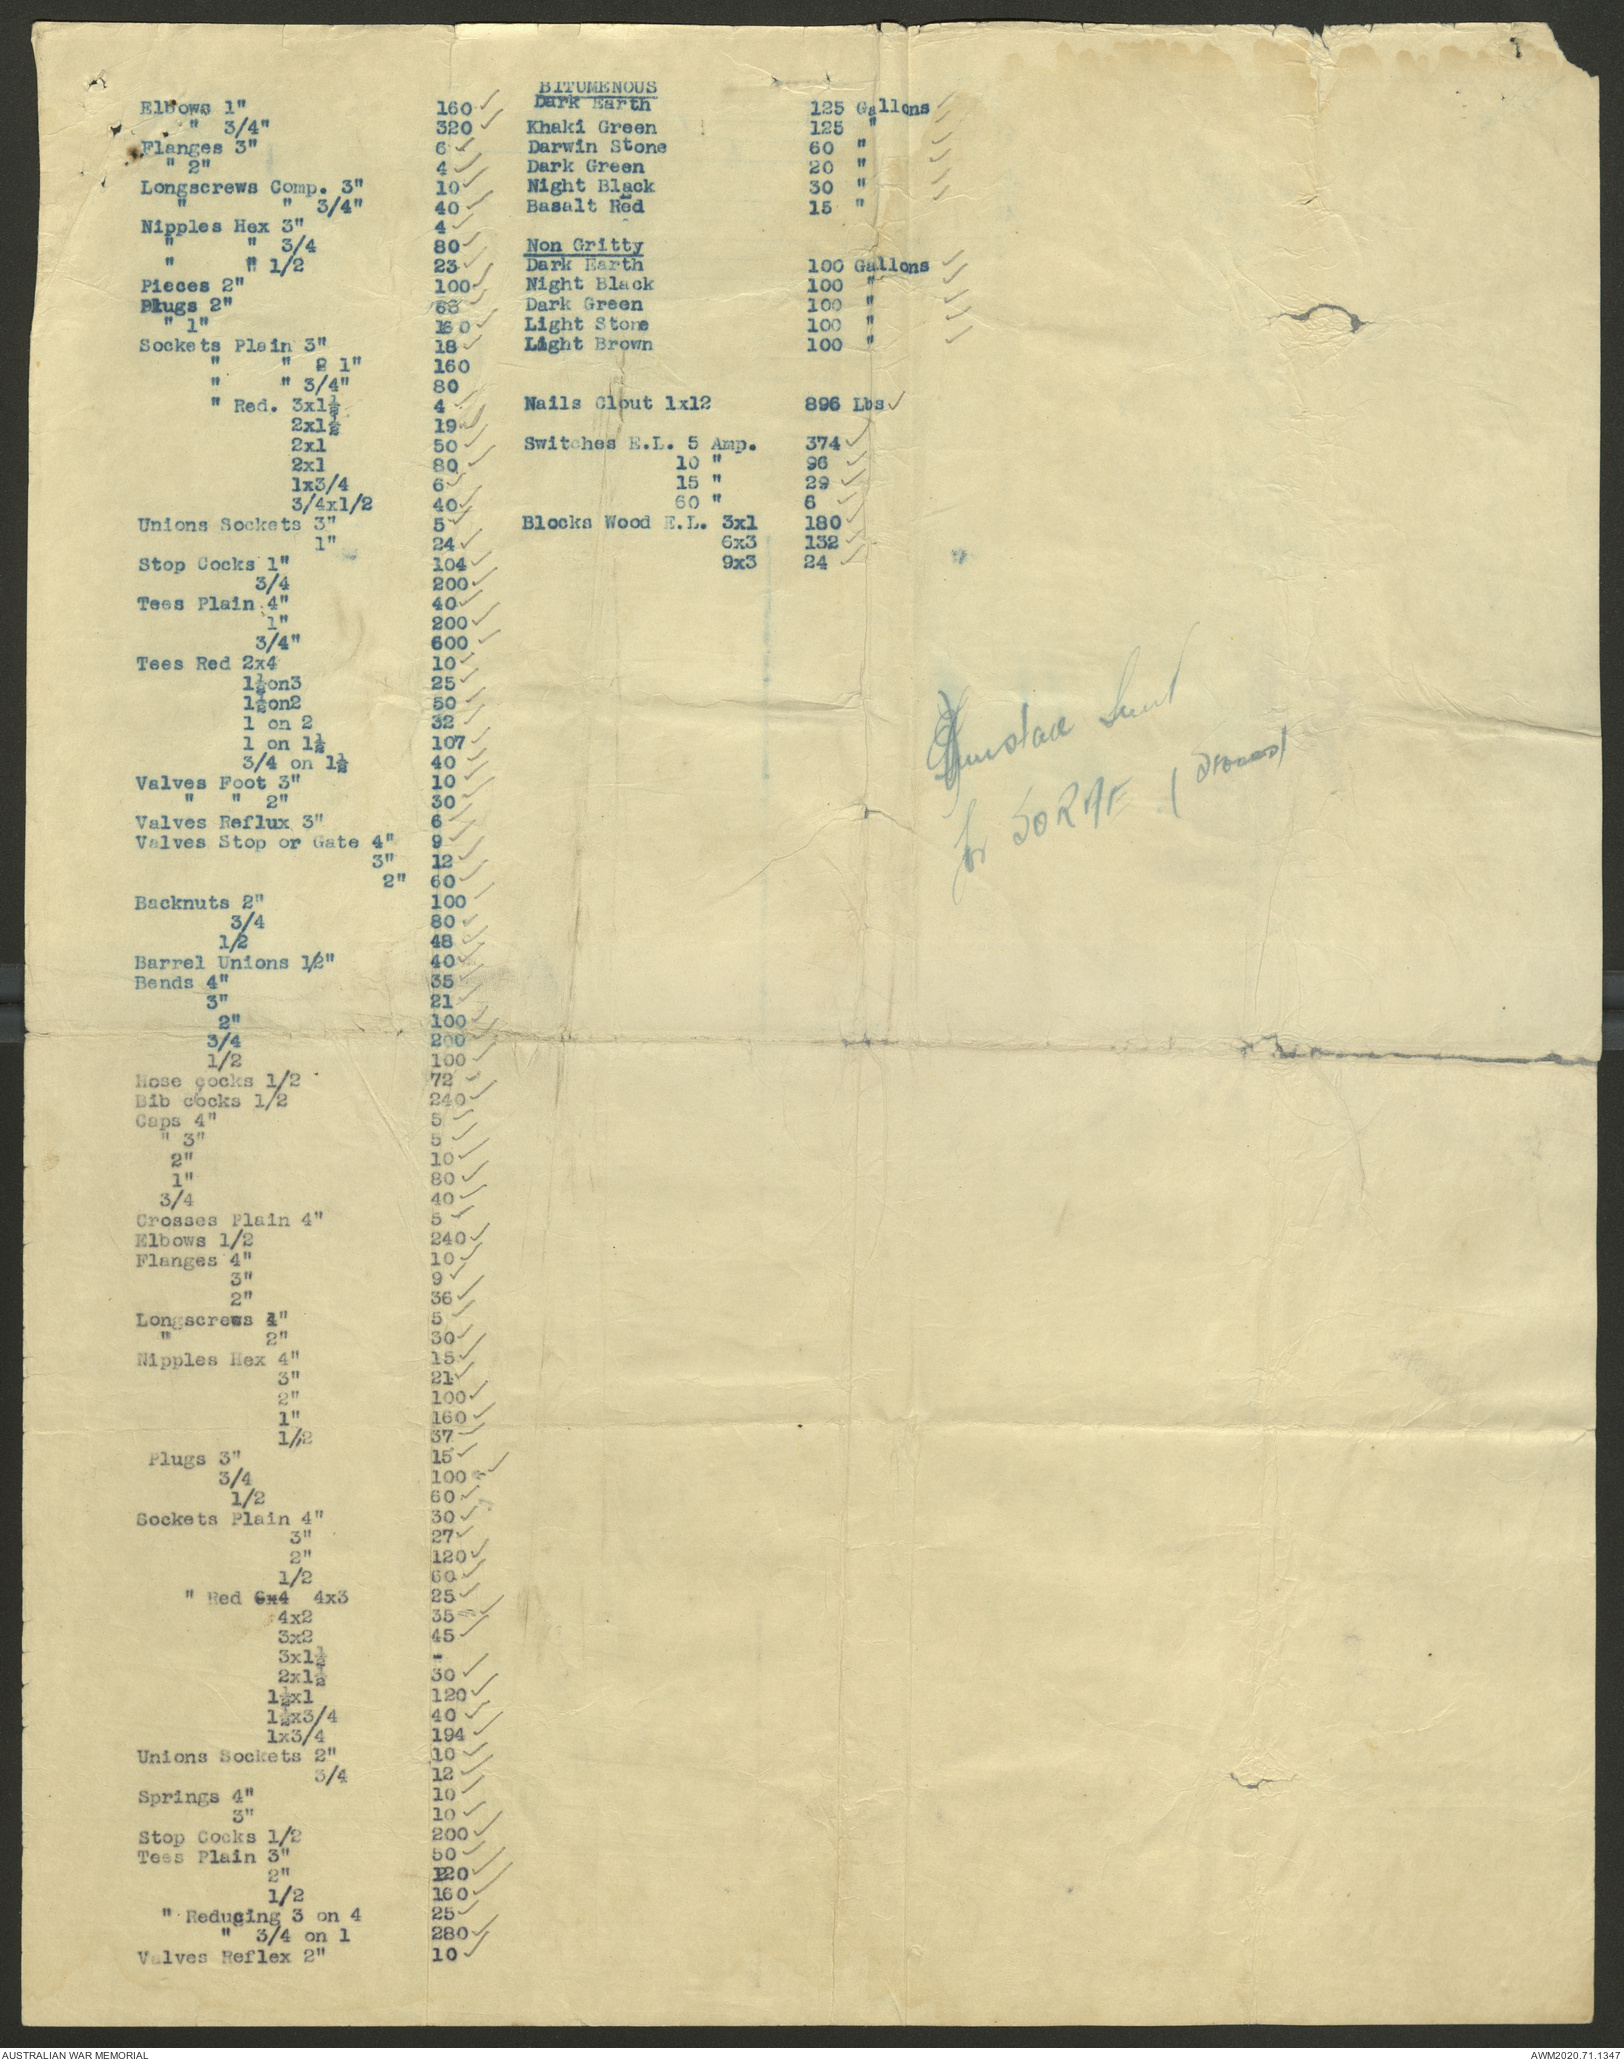 Elbows 1" 160 ✓
" 3/4" 320 ✓
Flanges 3" 6 ✓
" 2" 4 ✓
Longscrews Comp. 3" 10 ✓
" " 3/4" 40 ✓
Nipples Hex 3" 4 ✓
" " 3/4 80 ✓
" " 1/2 23 ✓
Pieces 2" 100 ✓
Plugs 2"
" 1" 160 ✓
Sockets Plain 3" 18 ✓
" " 1" 160
" " 3/4" 80
" Red. 3x1½ 4 ✓
2x1½ 19 ✓
2x1 50 ✓
2x1 80 ✓
1x3/4 6 ✓
3/4x1/2 40 ✓
Unions Sockets 3" 5 ✓
1" 24 ✓
Stop Cocks 1" 104 ✓
3/4 200 ✓
Tees Plain 4" 40 ✓
1" 200 ✓
3/4" 600 ✓
Tees Red 2x4 10 ✓
1½on3 25 ✓
1½on2 50 ✓
1 on 2 32 ✓
1 on 1½ 107 ✓
3/4 on 1½ 40 ✓
Valves Foot 3" 10 ✓
" " 2" 30 ✓
Valves Reflux 3" 6 ✓
Valves Stop or Gate 4" 9 ✓
3" 12 ✓
2" 60 ✓
Backnuts 2" 100 ✓
3/4 80 ✓
1/2 48 ✓
Barrel Unions 1/2" 40 ✓
Bends 4" 35 ✓
3" 21 ✓
2" 100 ✓
3/4 200 ✓
1/2 100 ✓
Hose cocks 1/2 72 ✓
Bib cocks 1/2 240 ✓
Caps 4" 5 ✓
" 3" 5 ✓
2" 10 ✓
1" 80 ✓
3/4 40 ✓
Crosses Plain 4" 5 ✓
Elbows 1/2 240 ✓
Flanges 4" 10 ✓
3" 9 ✓
2" 36 ✓
Longscrews 4" 5 ✓
" 2" 30 ✓
Nipples Hex 4" 15 ✓
3" 21 ✓
2" 100 ✓
1" 160 ✓
1/2 37 ✓
Plugs 3" 15 ✓
3/4 100 ✓
1/2 60 ✓
Sockets Plain 4" 30 ✓
3" 27 ✓
2" 120 ✓
1/2 60 ✓
" Red 6x4 4x3 25 ✓
4x2 35 ✓
3x2 45 ✓
3x1½ -
2x1½ 30 ✓
1½x1 120 ✓
1½x3/4 40 ✓
1x3/4 194 ✓
Unions Sockets 2" 10 ✓
3/4 12 ✓
Springs 4" 10 ✓
3" 10 ✓
Stop Cocks 1/2 200 ✓
Tees Plain 3" 50 ✓
2" 120 ✓
1/2 160 ✓
" Reducing 3 on 4 25 ✓
" 3/4 on 1 280 ✓
Valves Reflex 2" 10 ✓
BITUMENOUS
Dark Earth 125 Gallons ✓
Khaki Green 125 " ✓
Darwin Stone 60 " ✓
Dark Green 20 " ✓
Night Black 30 " ✓
Basalt Red 15 "
Non Gritty
Dark Earth 100 Gallons ✓
Night Black 100 " ✓
Dark Green 100 " ✓
Light Stone 100 " ✓
Light Brown 100 " ✓
Nails Clout 1x12 896 Lbs ✓
Switches E.L. 5 Amp. 374 ✓
10 " 96 ✓
15 " 29 ✓
60 " 6 ✓
Blocks Wood E.L. 3x1 180 ✓
6x3 132 ✓
9x3 24 ✓
for
AUSTRALIAN WAR MEMORIAL
AWM2020.71.1347